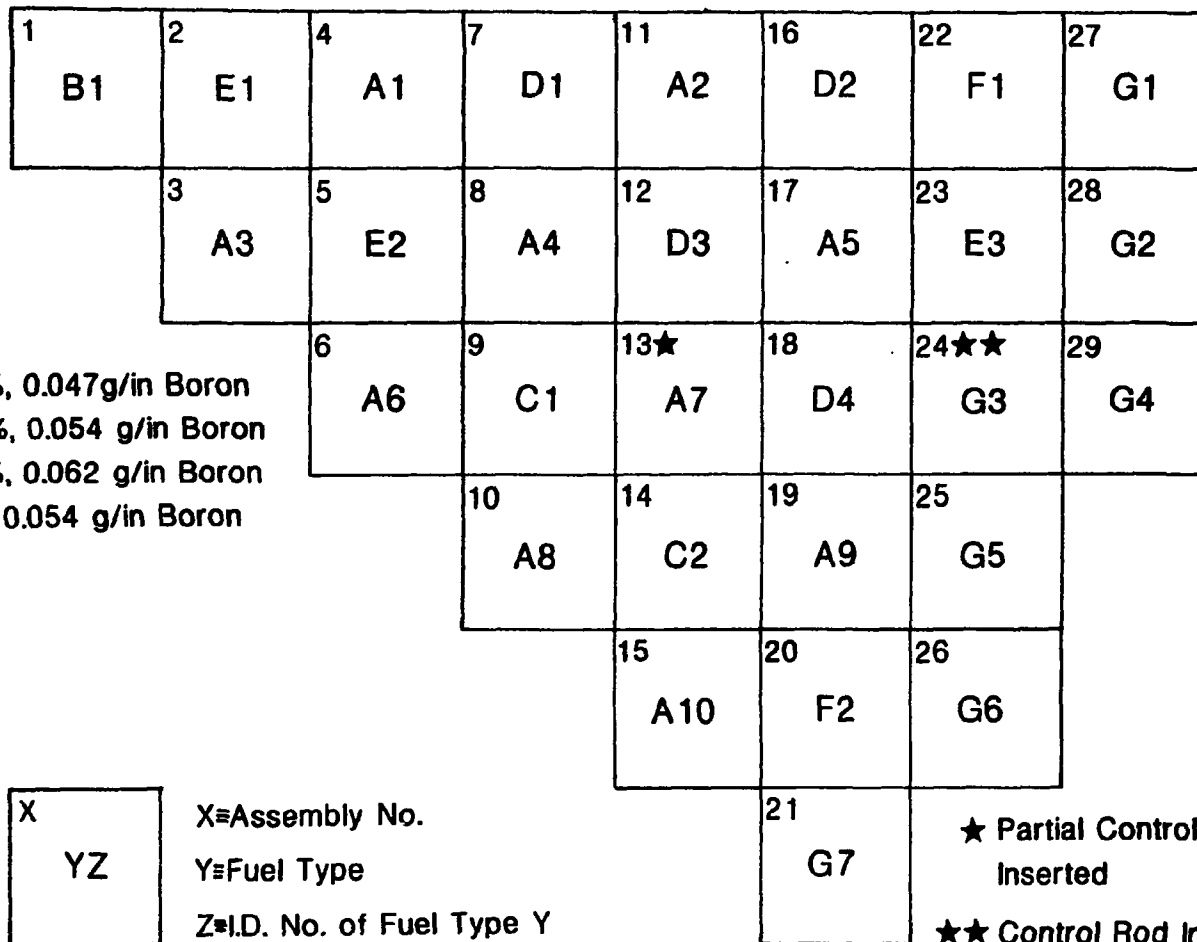 1 2 4 7 11 16 22 27
B1 E1 A1 D1 A2 D2 F1 G1
3 5 8 12 17 23 28
A3 E2 A4 D3 A5 E3 G2
6 9 13★ 18 24★★ 29
A6 C1 A7 D4 G3 G4
%, 0.047g/in Boron
%, 0.054 g/in Boron
%, 0.062 g/in Boron
0.054 g/in Boron
10 14 19 25
A8 C2 A9 G5
15 20 26
A10 F2 G6
X
YZ
X≡Assembly No.
Y≡Fuel Type
Z≡I.D. No. of Fuel Type Y
21
G7
★ Partial Control
Inserted
★★ Control Rod